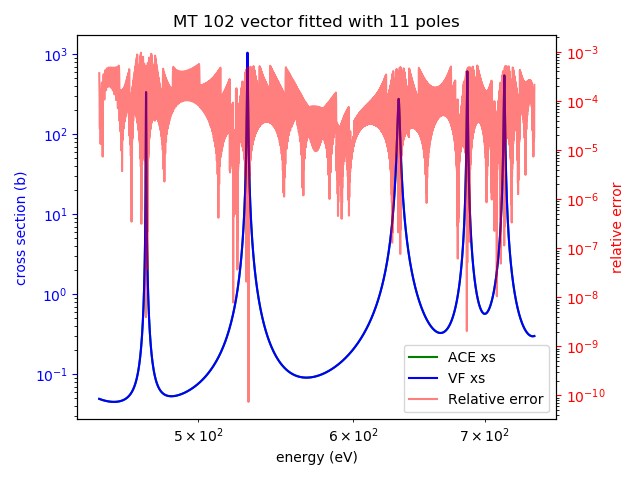 MT 102 vector fitted with 11 poles
cross section (b)
10³
10²
10¹
10⁰
10⁻¹
10⁻³
10⁻⁴
10⁻⁵
10⁻⁶
10⁻⁷
10⁻⁸
10⁻⁹
10⁻¹⁰
relative error
ACE xs
VF xs
Relative error
5 × 10²
6 × 10²
7 × 10²
energy (eV)